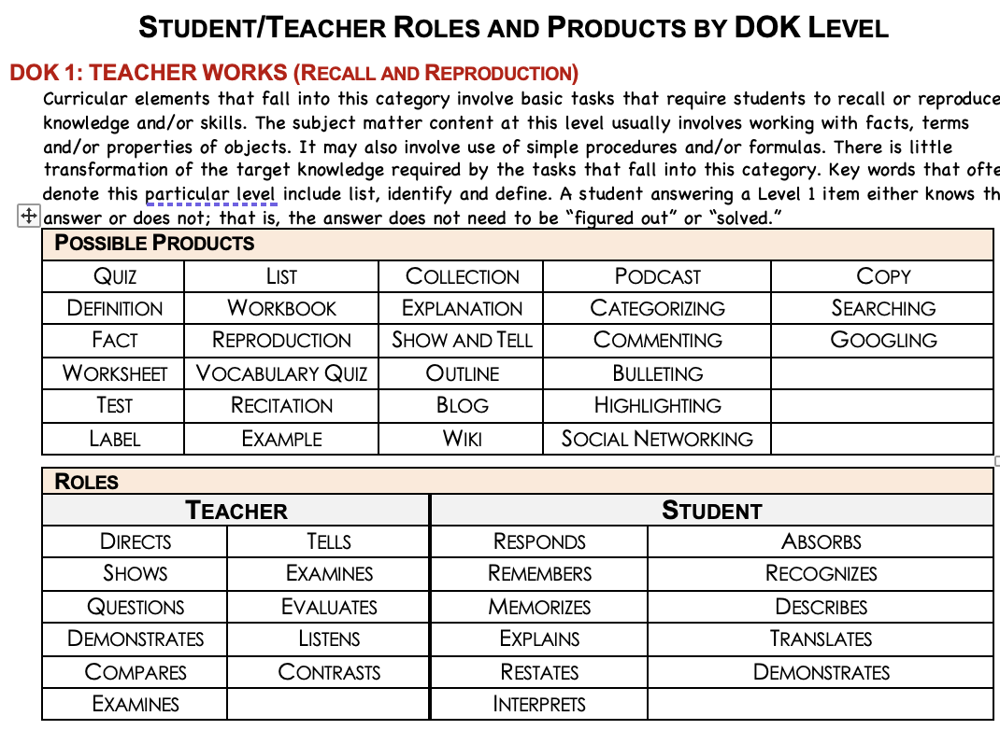 STUDENT/TEACHER ROLES AND PRODUCTS BY DOK LEVEL
DOK 1: TEACHER WORKS (RECALL AND REPRODUCTION)
Curricular elements that fall into this category involve basic tasks that require students to recall or reproduce
knowledge and/or skills. The subject matter content at this level usually involves working with facts, terms
and/or properties of objects. It may also involve use of simple procedures and/or formulas. There is little
transformation of the target knowledge required by the tasks that fall into this category. Key words that ofte
denote this particular level include list, identify and define. A student answering a Level 1 item either knows th
answer or does not; that is, the answer does not need to be “figured out” or “solved.”
POSSIBLE PRODUCTS
QUIZ LIST COLLECTION PODCAST COPY
DEFINITION WORKBOOK EXPLANATION CATEGORIZING SEARCHING
FACT REPRODUCTION SHOW AND TELL COMMENTING GOOGLING
WORKSHEET VOCABULARY QUIZ OUTLINE BULLETING
TEST RECITATION BLOG HIGHLIGHTING
LABEL EXAMPLE WIKI SOCIAL NETWORKING
ROLES
TEACHER STUDENT
DIRECTS TELLS RESPONDS ABSORBS
SHOWS EXAMINES REMEMBERS RECOGNIZES
QUESTIONS EVALUATES MEMORIZES DESCRIBES
DEMONSTRATES LISTENS EXPLAINS TRANSLATES
COMPARES CONTRASTS RESTATES DEMONSTRATES
EXAMINES INTERPRETS